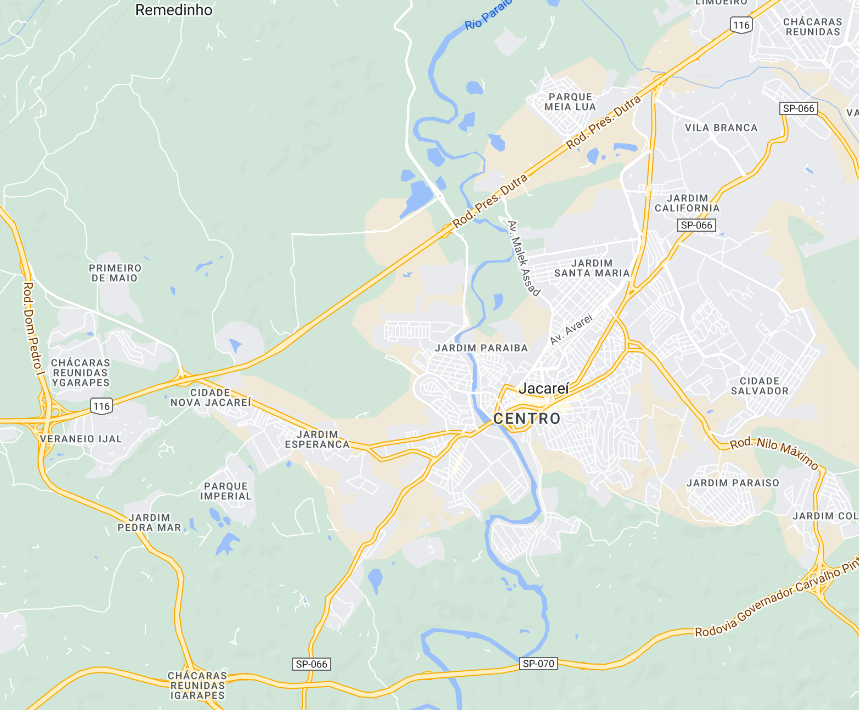 Remedinho
LIMOEIRO
Rio Paraíb
116
CHÁCARAS
REUNIDAS
PARQUE
MEIA LUA
SP-066
Rod. Pres. Dutra
VILA BRANCA
VA
Rod. Pres. Dutra
JARDIM
CALIFORNIA
SP-066
Av. Malek Assad
PRIMEIRO
DE MAIO
JARDIM
SANTA MARIA
Rod. Dom Pedro I
Av. Avareí
JARDIM PARAIBA
CHÁCARAS
REUNIDAS
YGARAPES
CIDADE
SALVADOR
Jacareí
CIDADE
NOVA JACAREÍ
116
CENTRO
VERANEIO IJAL
JARDIM
ESPERANCA
Rod. Nilo Máximo
PARQUE
IMPERIAL
JARDIM PARAISO
JARDIM
PEDRA MAR
JARDIM COL
Rodovia Governador Carvalho Pint
SP-066
SP-070
CHÁCARAS
REUNIDAS
IGARAPES